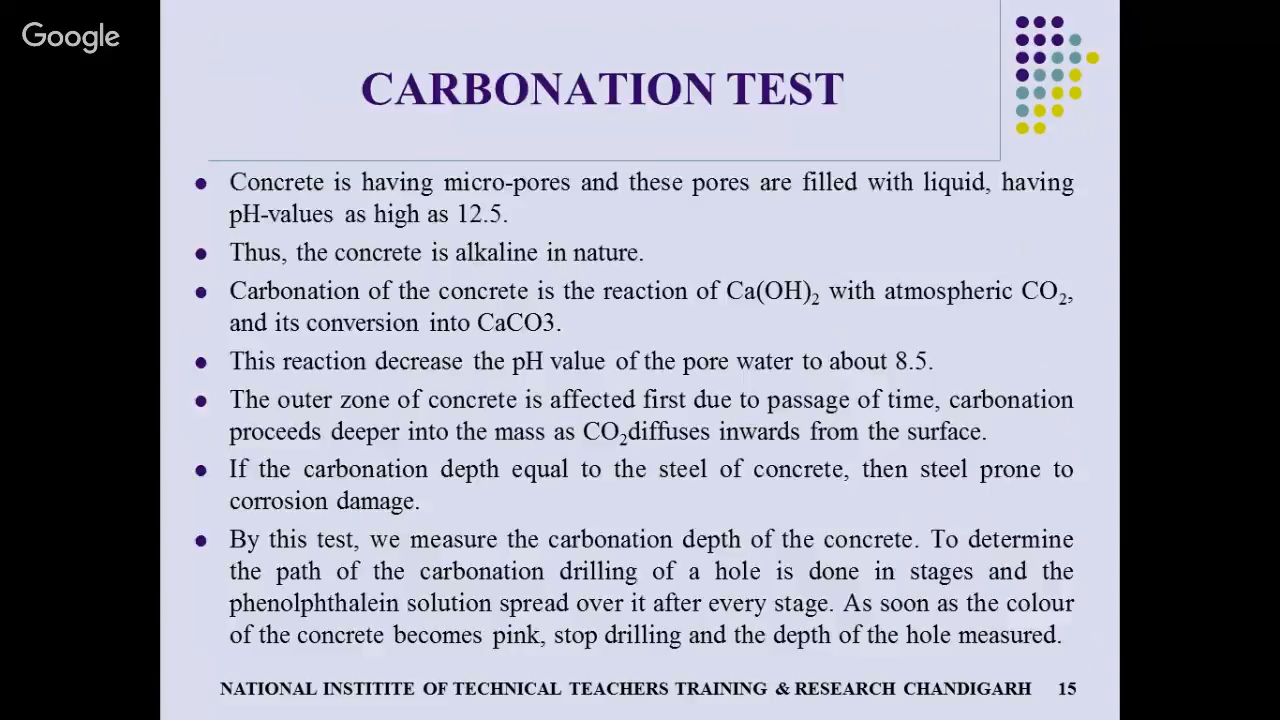 Google
CARBONATION TEST
● Concrete is having micro-pores and these pores are filled with liquid, having
pH-values as high as 12.5.
● Thus, the concrete is alkaline in nature.
● Carbonation of the concrete is the reaction of Ca(OH)₂ with atmospheric CO₂,
and its conversion into CaCO3.
● This reaction decrease the pH value of the pore water to about 8.5.
● The outer zone of concrete is affected first due to passage of time, carbonation
proceeds deeper into the mass as CO₂diffuses inwards from the surface.
● If the carbonation depth equal to the steel of concrete, then steel prone to
corrosion damage.
● By this test, we measure the carbonation depth of the concrete. To determine
the path of the carbonation drilling of a hole is done in stages and the
phenolphthalein solution spread over it after every stage. As soon as the colour
of the concrete becomes pink, stop drilling and the depth of the hole measured.
NATIONAL INSTITITE OF TECHNICAL TEACHERS TRAINING & RESEARCH CHANDIGARH 15